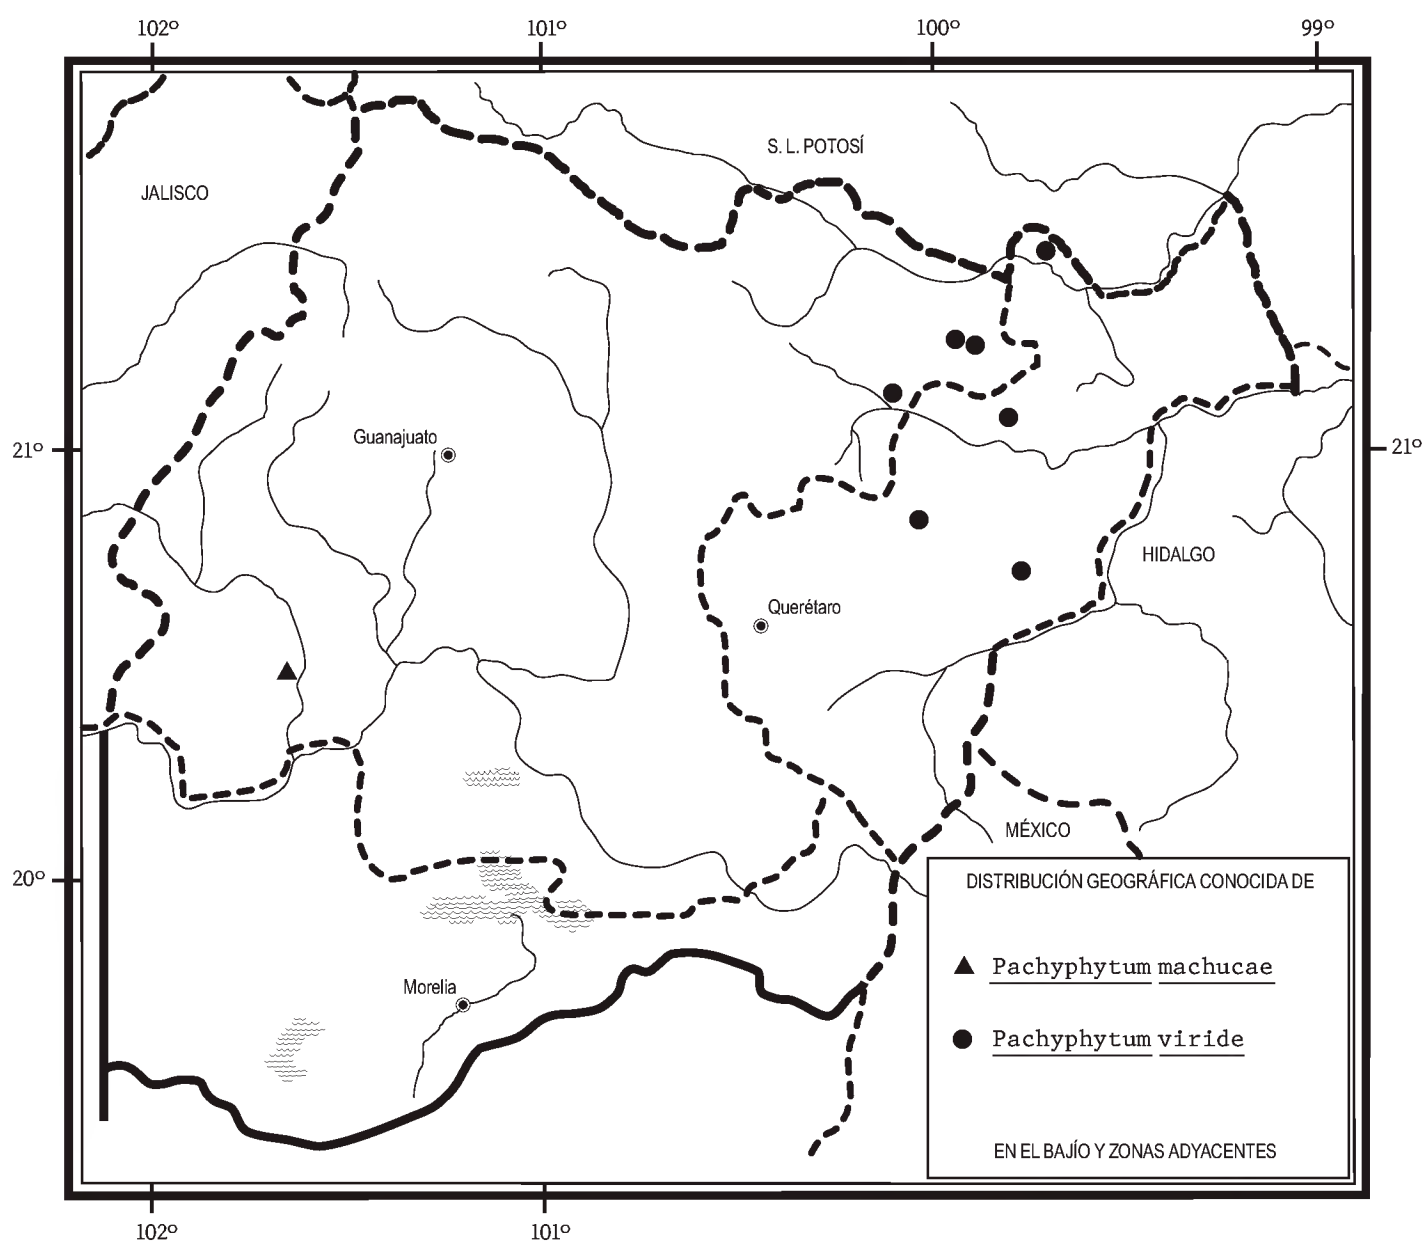 102º 101º 100º 99º
S. L. POTOSÍ
JALISCO
Guanajuato
21º 21º
HIDALGO
Querétaro
MÉXICO
20º
DISTRIBUCIÓN GEOGRÁFICA CONOCIDA DE
Pachyphytum machucae
Morelia
Pachyphytum viride
EN EL BAJÍO Y ZONAS ADYACENTES
102º 101º